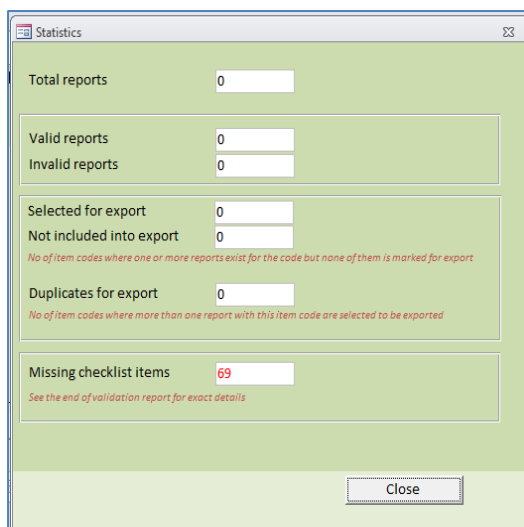 Statistics
Total reports 0
Valid reports 0
Invalid reports 0
Selected for export 0
Not included into export 0
No of item codes where one or more reports exist for the code but none of them is marked for export
Duplicates for export 0
No of item codes where more than one report with this item code are selected to be exported
Missing checklist items 69
See the end of validation report for exact details
Close